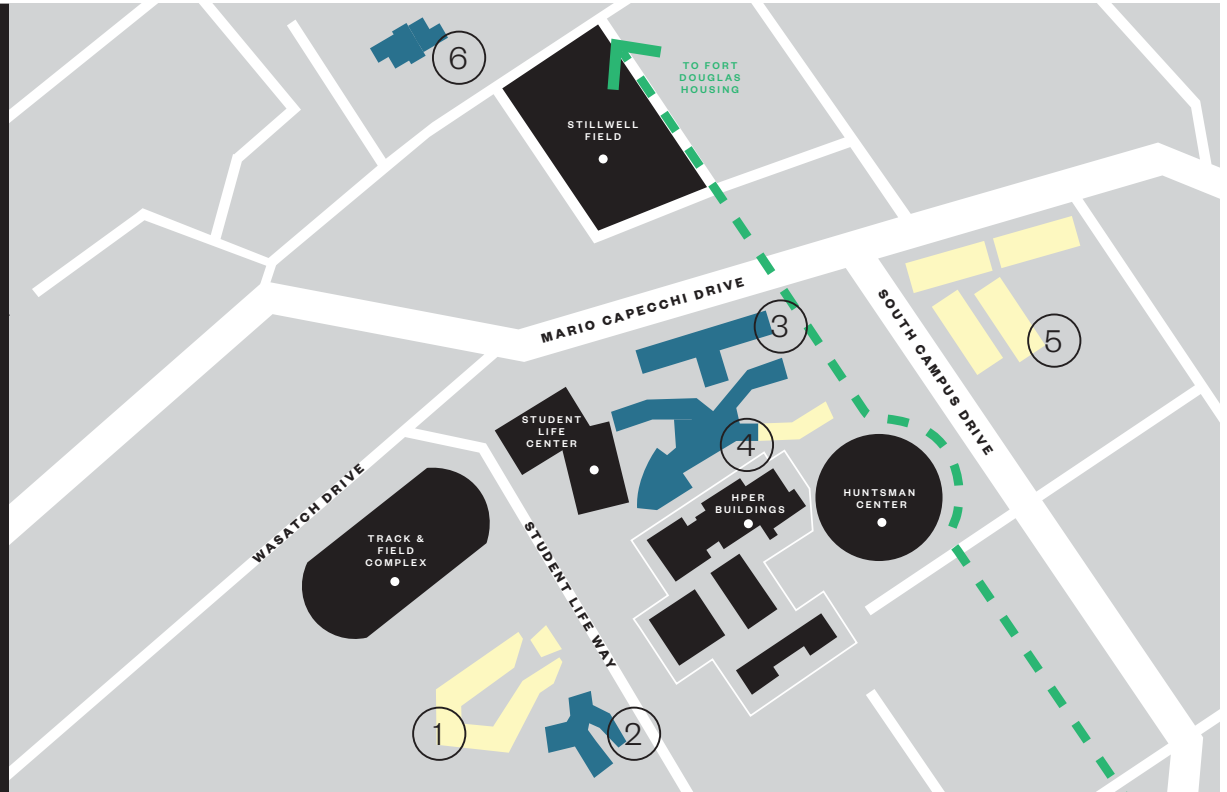 6
TO FORT
DOUGLAS
HOUSING
STILLWELL
FIELD
MARIO CAPECCHI DRIVE
3
SOUTH CAMPUS DRIVE
5
STUDENT
LIFE
CENTER
4
WASATCH DRIVE
HPER
BUILDINGS
HUNTSMAN
CENTER
TRACK &
FIELD
COMPLEX
STUDENT LIFE WAY
1
2